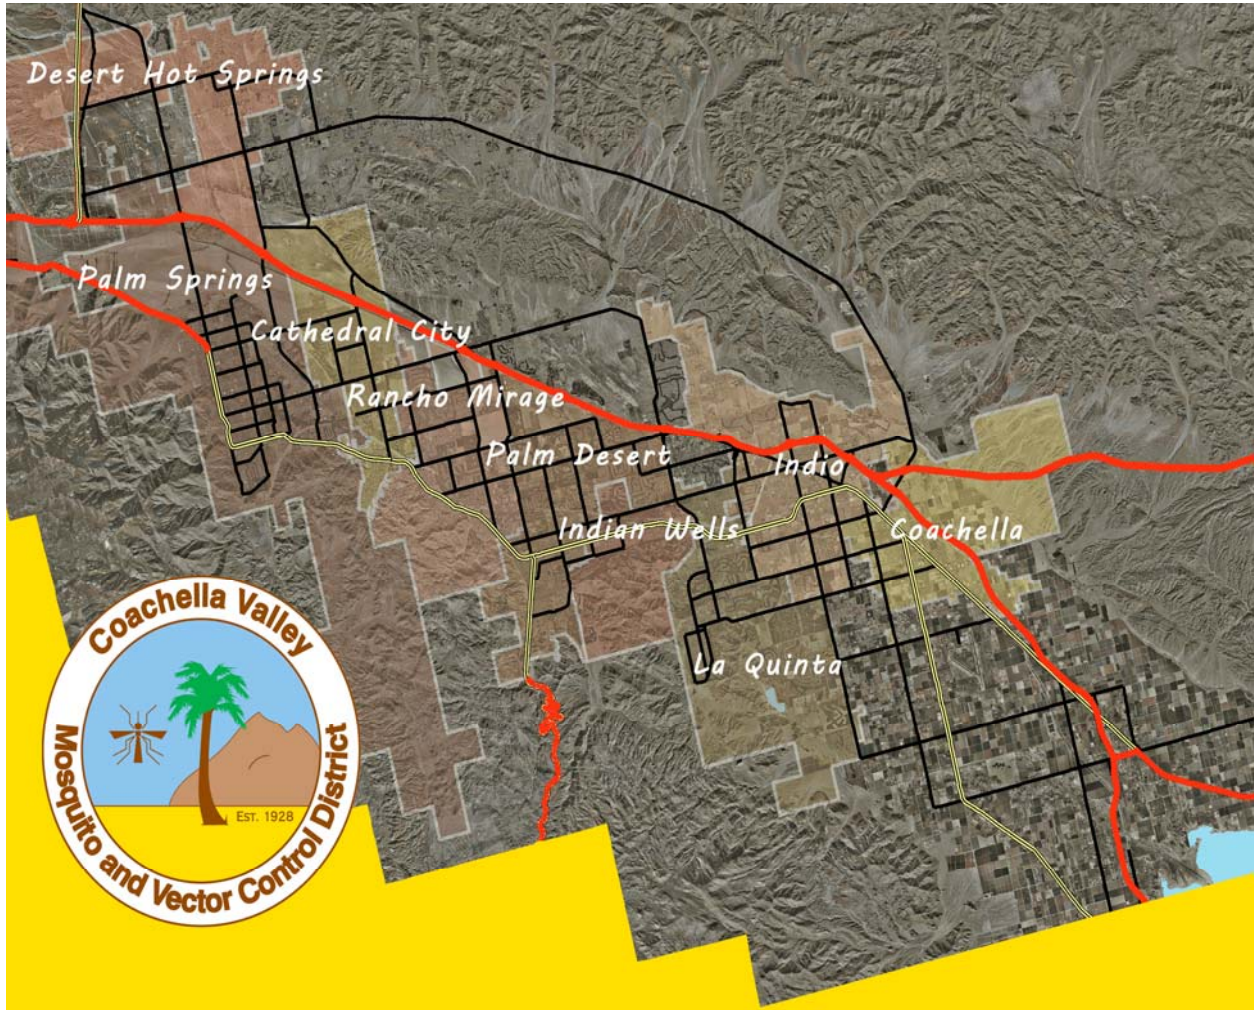 Desert Hot Springs
Palm Springs
Cathedral City
Rancho Mirage
Palm Desert
Indio
Indian Wells
Coachella
La Quinta
Coachella Valley
Mosquito and Vector Control District
EST. 1928